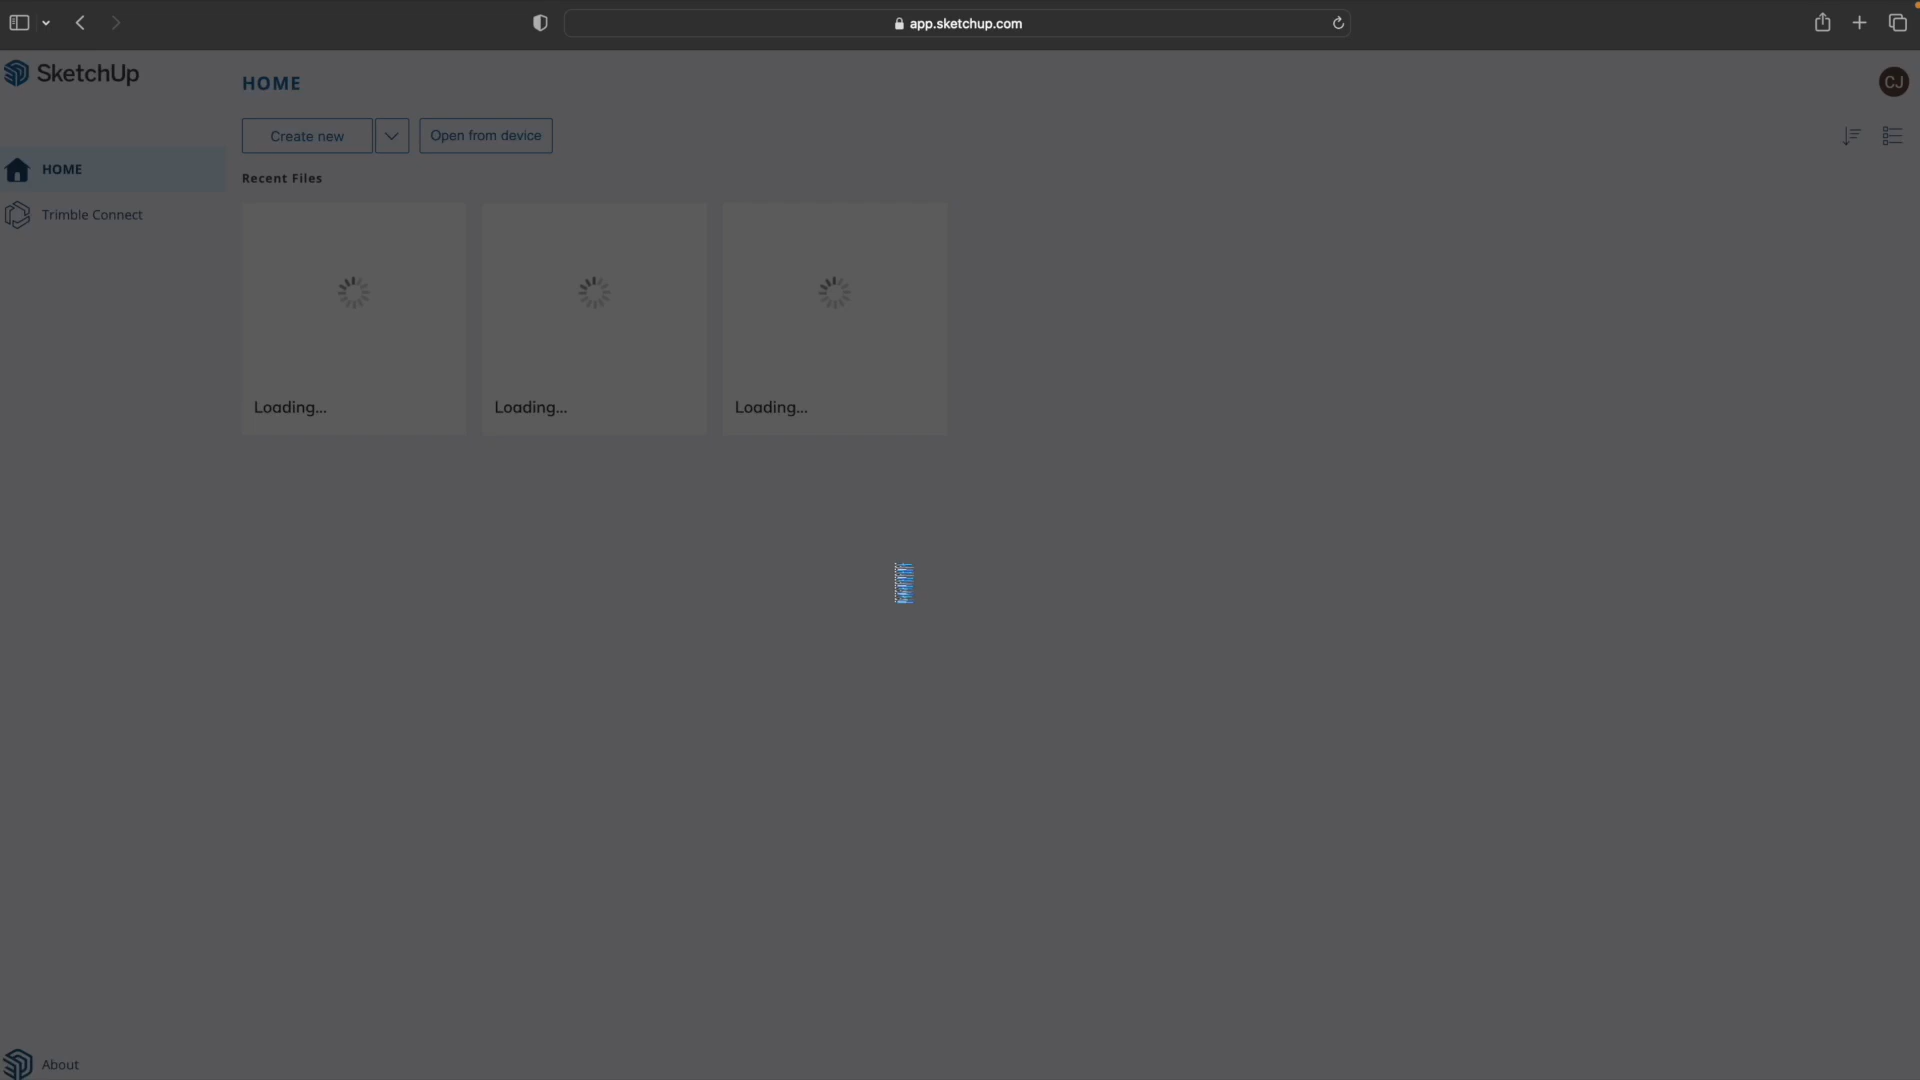 app.sketchup.com
SketchUp
HOME
CJ
Create new
Open from device
HOME
Recent Files
Trimble Connect
Loading...
Loading...
Loading...
About